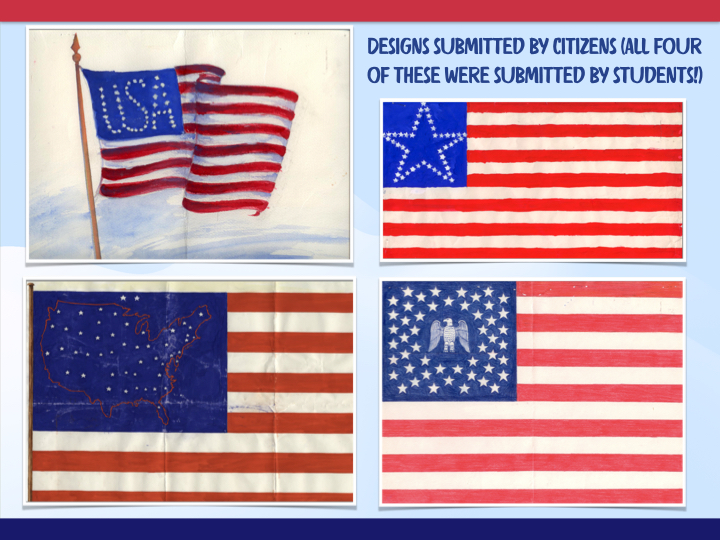 DESIGNS SUBMITTED BY CITIZENS (ALL FOUR
OF THESE WERE SUBMITTED BY STUDENTS!)
USA